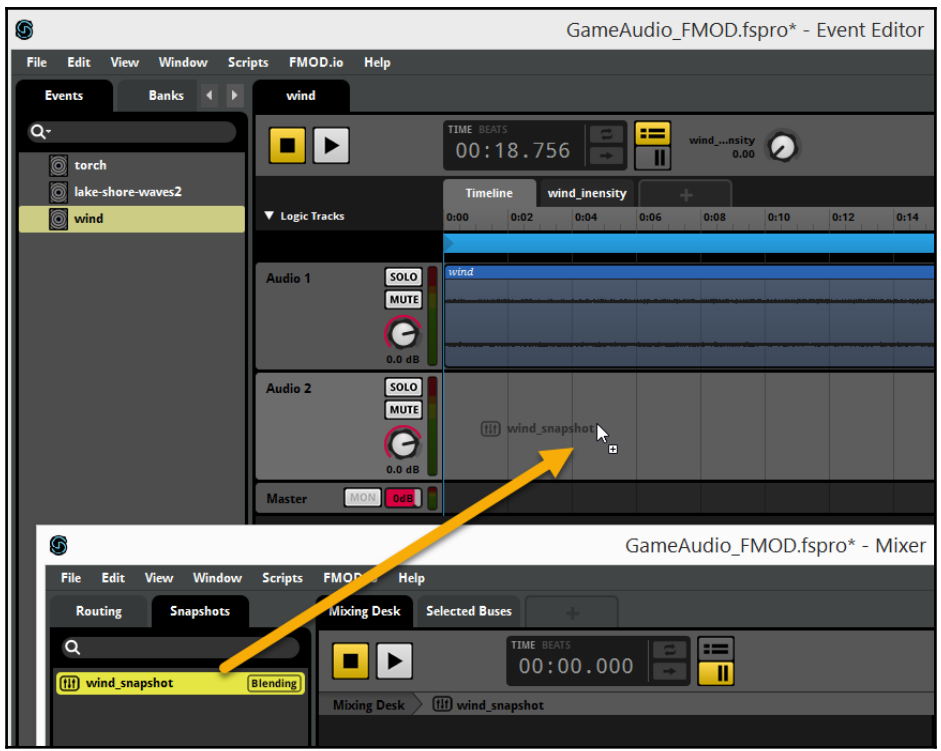 GameAudio_FMOD.fspro* - Event Editor
File Edit View Window Scripts FMOD.io Help
Events Banks wind
torch
lake-shore-waves2
wind
TIME BEATS
00:18.756
wind_...nsity
0.00
Timeline wind_inensity +
Logic Tracks 0:00 0:02 0:04 0:06 0:08 0:10 0:12 0:14
Audio 1 SOLO
MUTE
0.0 dB
wind
Audio 2 SOLO
MUTE
0.0 dB
wind_snapshot
Master MON 0dB
GameAudio_FMOD.fspro* - Mixer
File Edit View Window Scripts Help
Routing Snapshots Mixing Desk Selected Buses +
wind_snapshot Blending
TIME BEATS
00:00.000
Mixing Desk wind_snapshot